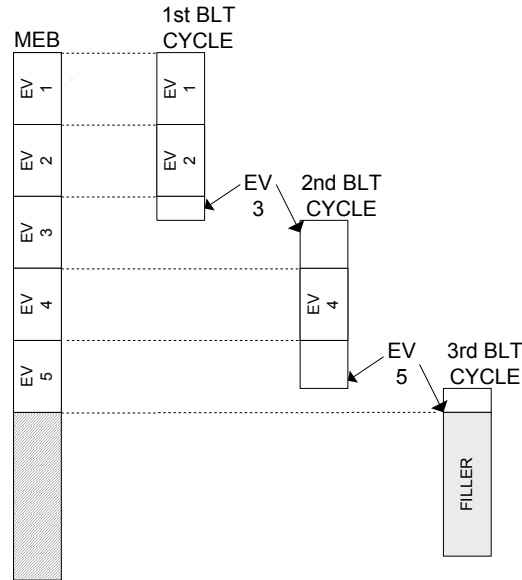 MEB
1st BLT
CYCLE
EV
1
EV
2
EV
3
EV
4
EV
5
EV
1
EV
2
EV
3
2nd BLT
CYCLE
EV
4
EV
5
3rd BLT
CYCLE
FILLER